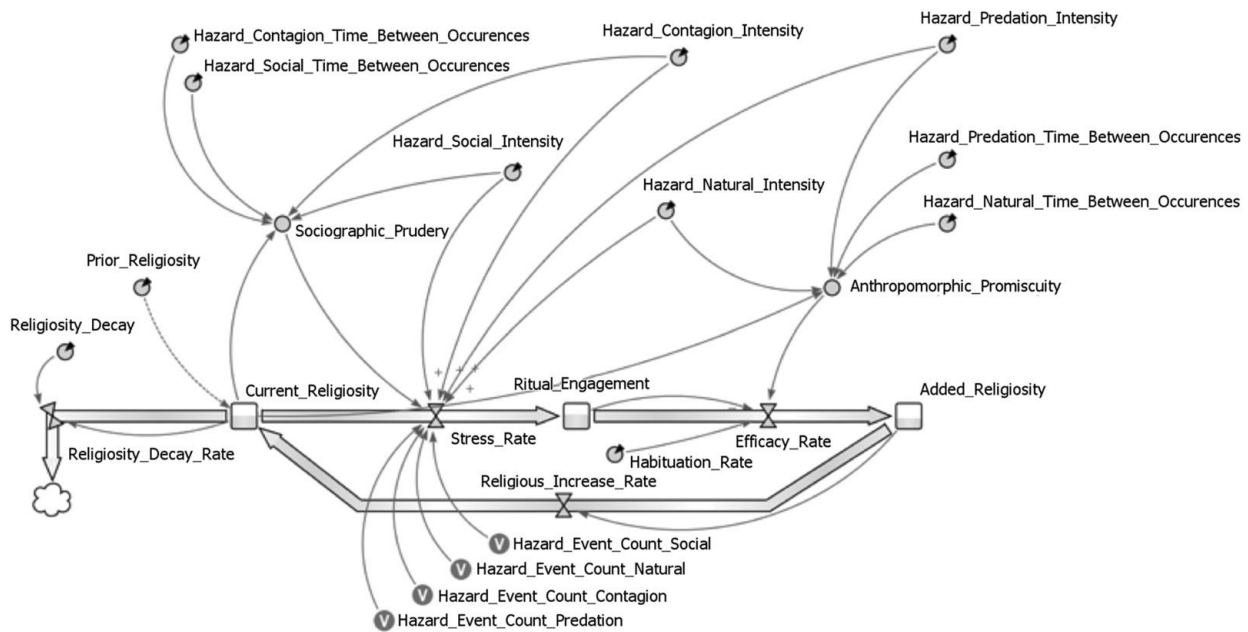 Hazard_Predation_Intensity
Hazard_Contagion_Intensity
Hazard_Contagion_Time_Between_Occurences
Hazard_Social_Time_Between_Occurences
Hazard_Social_Intensity
Hazard_Predation_Time_Between_Occurences
Hazard_Natural_Intensity
Hazard_Natural_Time_Between_Occurences
Sociographic_Prudery
Prior_Religiosity
Anthropomorphic_Promiscuity
Religiosity_Decay
+ + +
+
Ritual_Engagement
Current_Religiosity
Added_Religiosity
Stress_Rate
Efficacy_Rate
Religiosity_Decay_Rate
Habituation_Rate
Religious_Increase_Rate
V Hazard_Event_Count_Social
V Hazard_Event_Count_Natural
V Hazard_Event_Count_Contagion
V Hazard_Event_Count_Predation